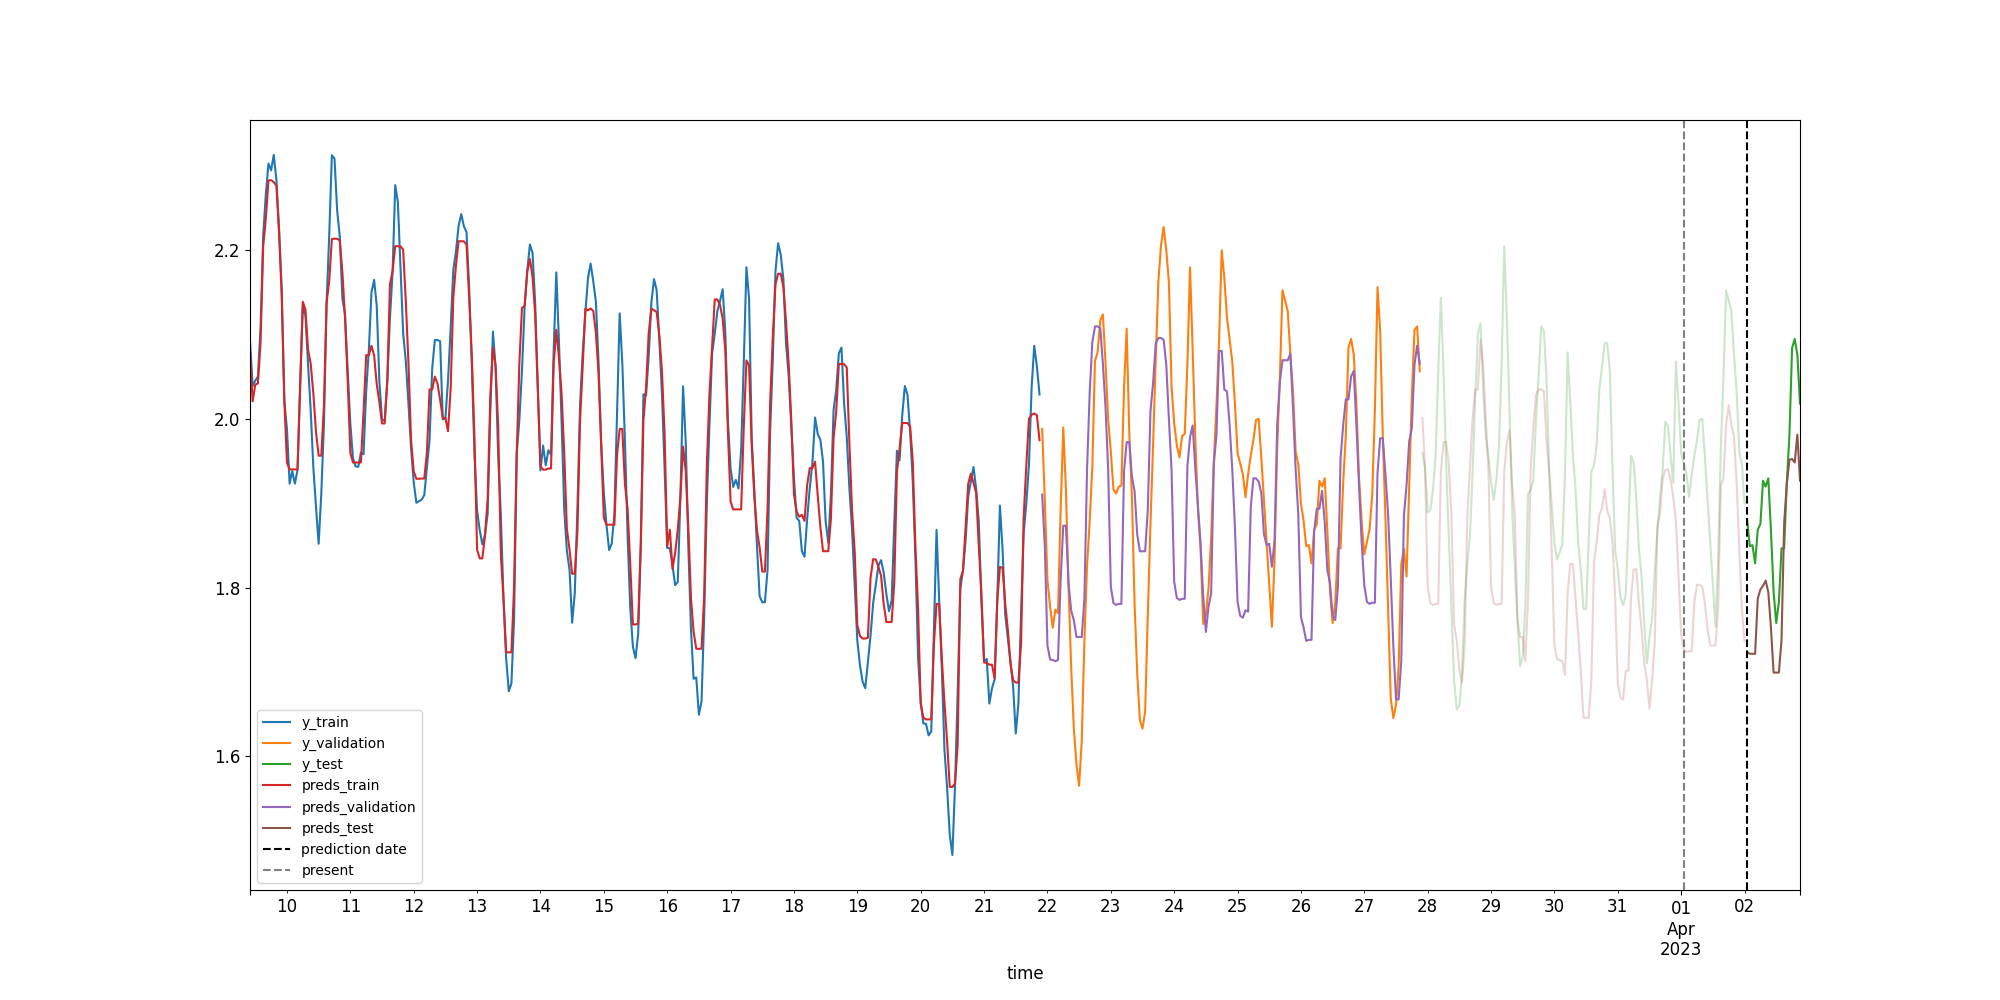 2.2
2.0
1.8
1.6
y_train
y_validation
y_test
preds_train
preds_validation
preds_test
prediction date
present
10 11 12 13 14 15 16 17 18 19 20 21 22 23 24 25 26 27 28 29 30 31 01 02
Apr
2023
time